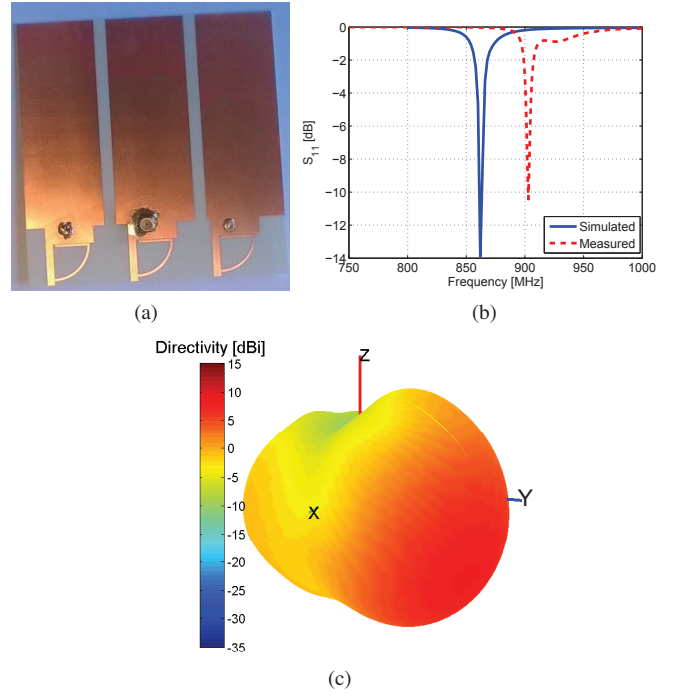 0
−2
−4
−6
−8
−10
−12
−14
S11 [dB]
750 800 850 900 950 1000
Frequency [MHz]
Simulated
Measured
(a) (b)
Directivity [dBi]
15
10
5
0
-5
-10
-15
-20
-25
-30
-35
Z
X
Y
(c)